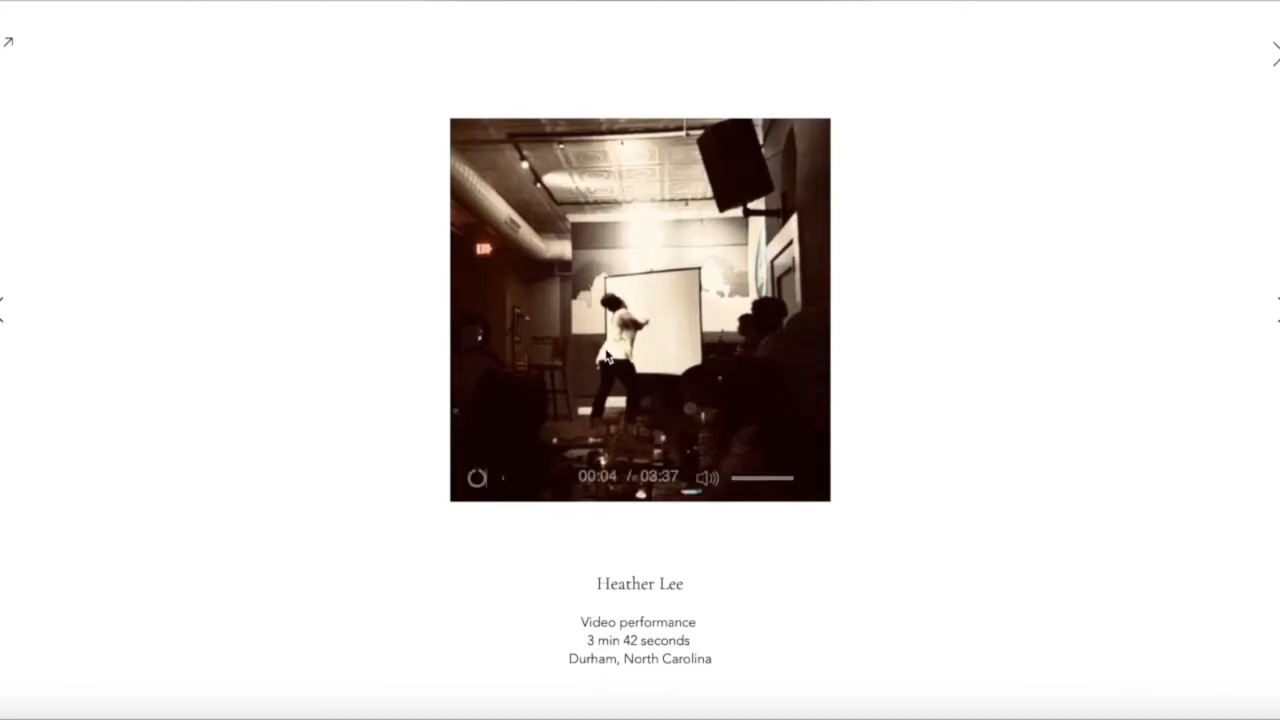 00:04 / 03:37
Heather Lee
Video performance
3 min 42 seconds
Durham, North Carolina